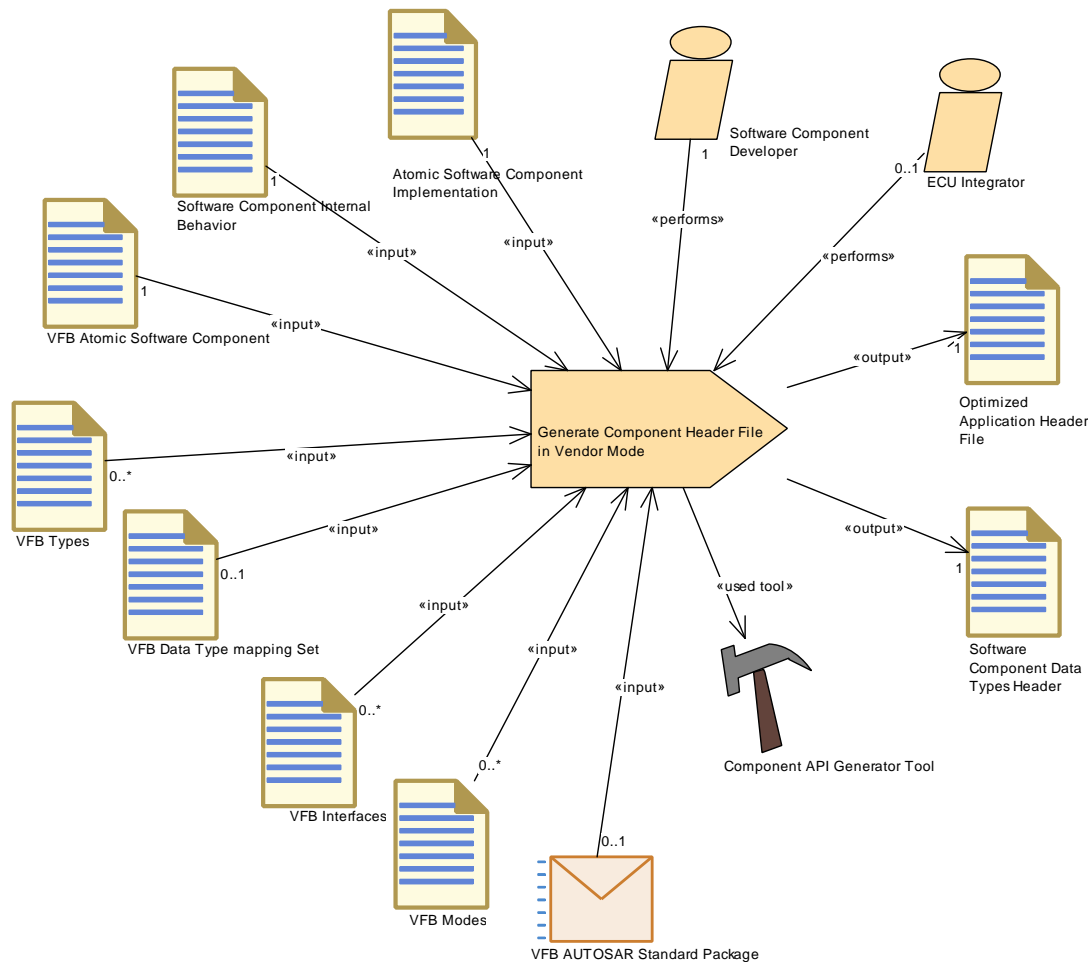 1
Atomic Software Component
Implementation
1
Software Component Internal
Behavior
1
Software Component
Developer
0..1
ECU Integrator
«input»
«input»
«performs»
«performs»
1
VFB Atomic Software Component
«input»
«output»
1
Optimized
Application Header
File
Generate Component Header File
in Vendor Mode
0..*
VFB Types
«input»
0..1
VFB Data Type mapping Set
«input»
«output»
1
Software
Component Data
Types Header
«input»
0..*
VFB Interfaces
«input»
0..*
VFB Modes
«input»
0..1
VFB AUTOSAR Standard Package
«used tool»
Component API Generator Tool